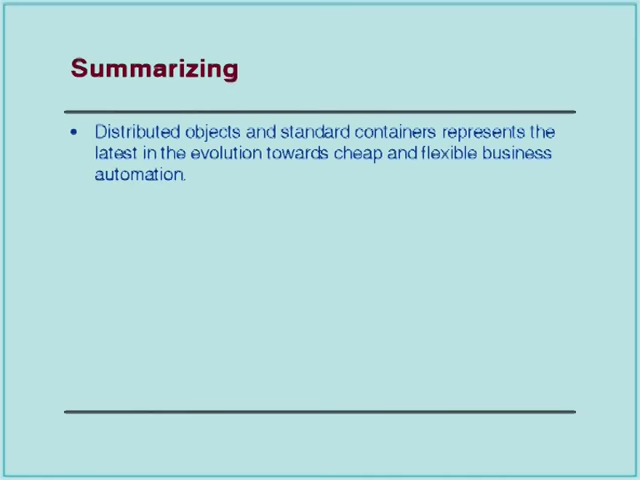 Summarizing
• Distributed objects and standard containers represents the
latest in the evolution towards cheap and flexible business
automation.